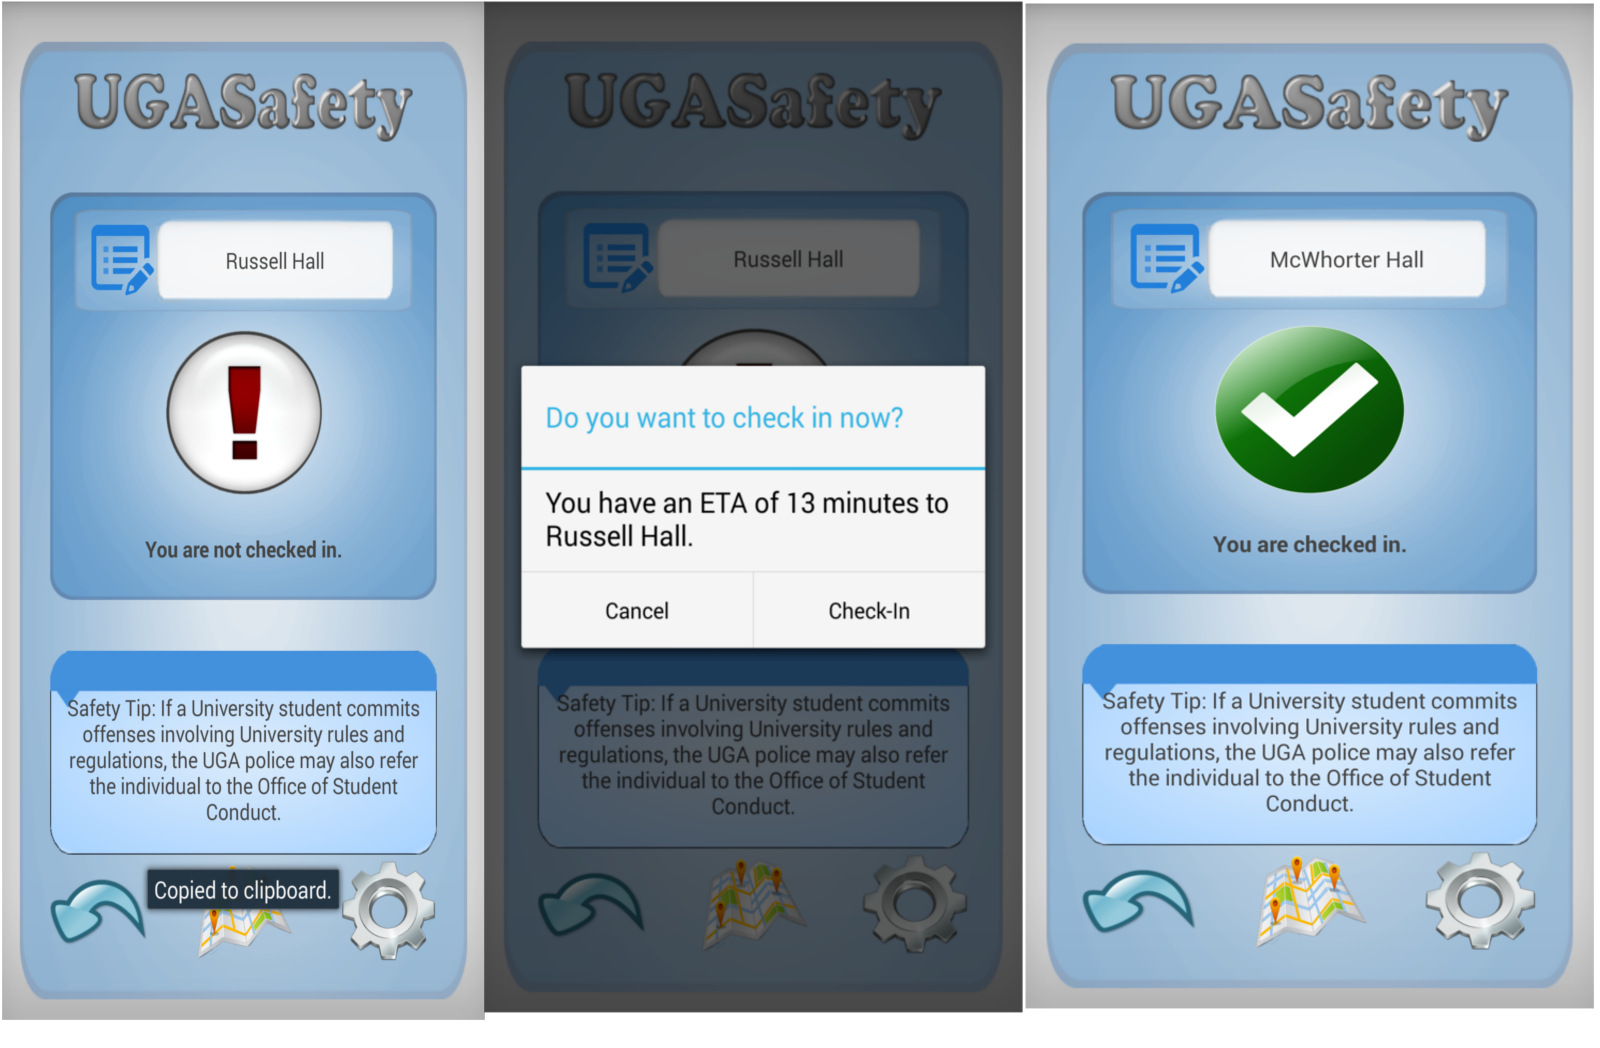 UGASafety
Russell Hall
You are not checked in.
Safety Tip: If a University student commits
offenses involving University rules and
regulations, the UGA police may also refer
the individual to the Office of Student
Conduct.
Copied to clipboard.
UGASafety
Russell Hall
Do you want to check in now?
You have an ETA of 13 minutes to
Russell Hall.
Cancel
Check-In
Safety Tip: If a University student commits
offenses involving University rules and
regulations, the UGA police may also refer
the individual to the Office of Student
Conduct.
UGASafety
McWhorter Hall
You are checked in.
Safety Tip: If a University student commits
offenses involving University rules and
regulations, the UGA police may also refer
the individual to the Office of Student
Conduct.